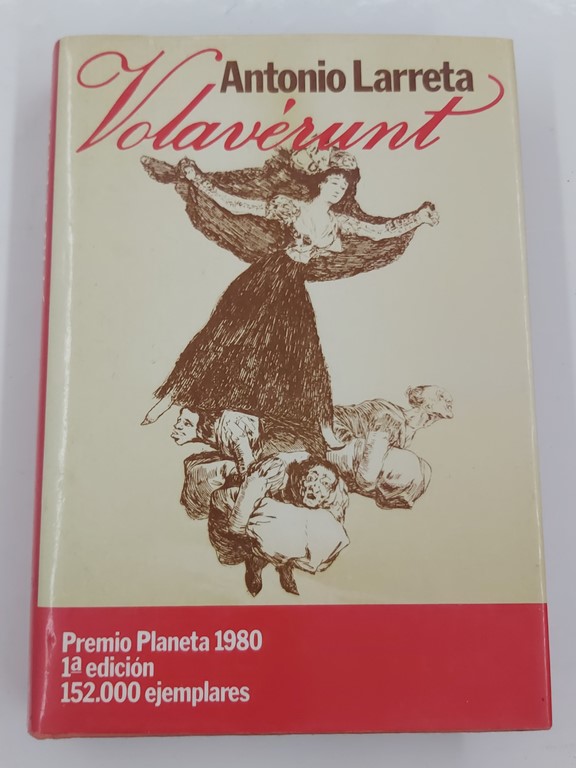 Antonio Larreta
Volavérunt
Premio Planeta 1980
1ª edición
152.000 ejemplares